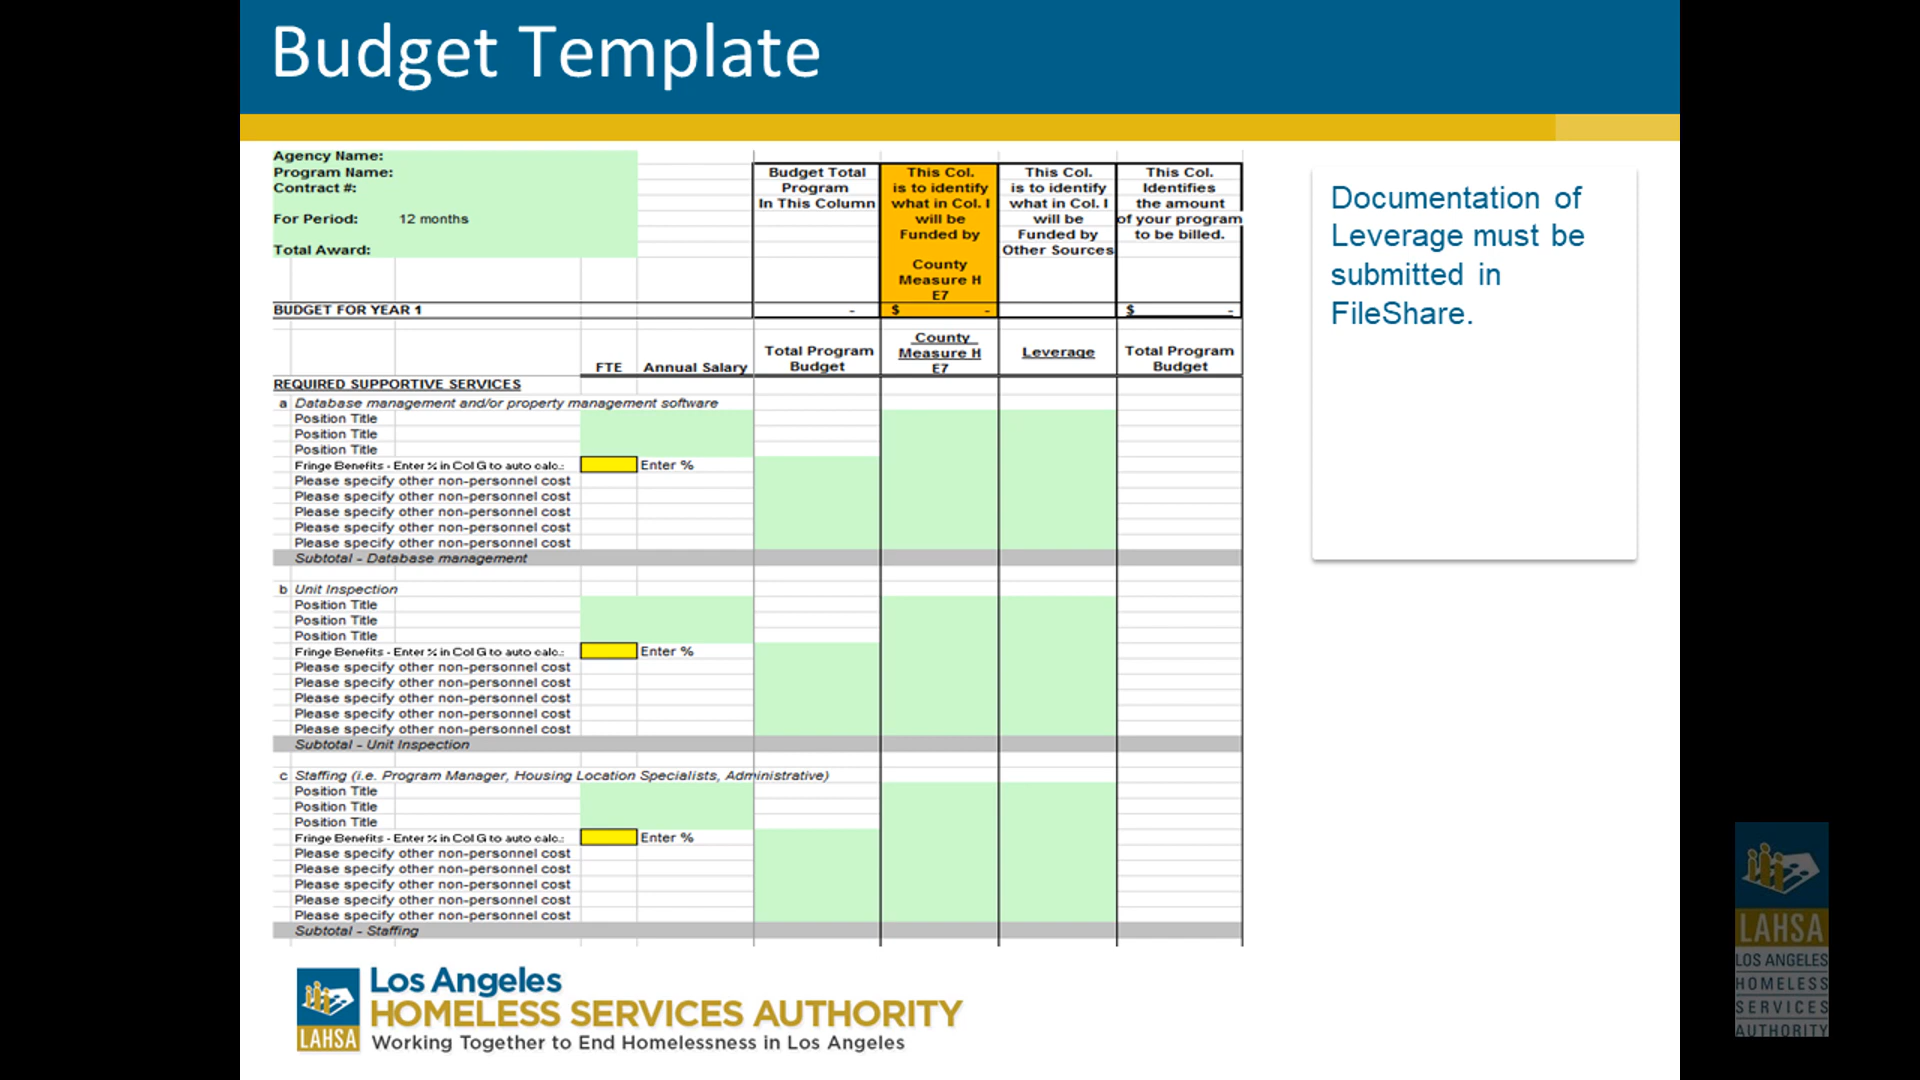 Budget Template
Agency Name:
Program Name:
Contract #:
For Period: 12 months
Total Award:
Budget Total
Program
In This Column
This Col.
is to identify
what in Col. I
will be
Funded by
County
Measure H
E7
This Col.
is to identify
what in Col. I
will be
Funded by
Other Sources
This Col.
Identifies
the amount
of your program
to be billed.
BUDGET FOR YEAR 1 - $ - $ -
FTE Annual Salary
Total Program
Budget
County
Measure H
E7
Leverage
Total Program
Budget
REQUIRED SUPPORTIVE SERVICES
a Database management and/or property management software
Position Title
Position Title
Position Title
Fringe Benefits - Enter % in Col G to auto calc.: Enter %
Please specify other non-personnel cost
Please specify other non-personnel cost
Please specify other non-personnel cost
Please specify other non-personnel cost
Please specify other non-personnel cost
Subtotal - Database management
b Unit Inspection
Position Title
Position Title
Position Title
Fringe Benefits - Enter % in Col G to auto calc.: Enter %
Please specify other non-personnel cost
Please specify other non-personnel cost
Please specify other non-personnel cost
Please specify other non-personnel cost
Please specify other non-personnel cost
Subtotal - Unit Inspection
c Staffing (i.e. Program Manager, Housing Location Specialists, Administrative)
Position Title
Position Title
Position Title
Fringe Benefits - Enter % in Col G to auto calc.: Enter %
Please specify other non-personnel cost
Please specify other non-personnel cost
Please specify other non-personnel cost
Please specify other non-personnel cost
Please specify other non-personnel cost
Subtotal - Staffing
Documentation of
Leverage must be
submitted in
FileShare.
LAHSA
Los Angeles
HOMELESS SERVICES AUTHORITY
Working Together to End Homelessness in Los Angeles
LAHSA
LOS ANGELES
HOMELESS
SERVICES
AUTHORITY